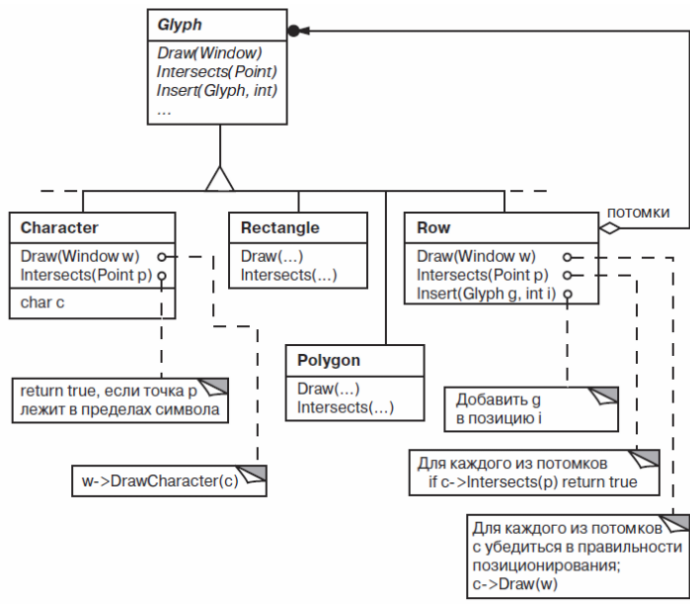 Glyph
Draw(Window)
Intersects(Point)
Insert(Glyph, int)
...
потомки
Character
Draw(Window w)
Intersects(Point p)
char c
Rectangle
Draw(...)
Intersects(...)
Row
Draw(Window w)
Intersects(Point p)
Insert(Glyph g, int i)
Polygon
Draw(...)
Intersects(...)
return true, если точка p
лежит в пределах символа
Добавить g
в позицию i
w->DrawCharacter(c)
Для каждого из потомков
if c->Intersects(p) return true
Для каждого из потомков
с убедиться в правильности
позиционирования;
c->Draw(w)